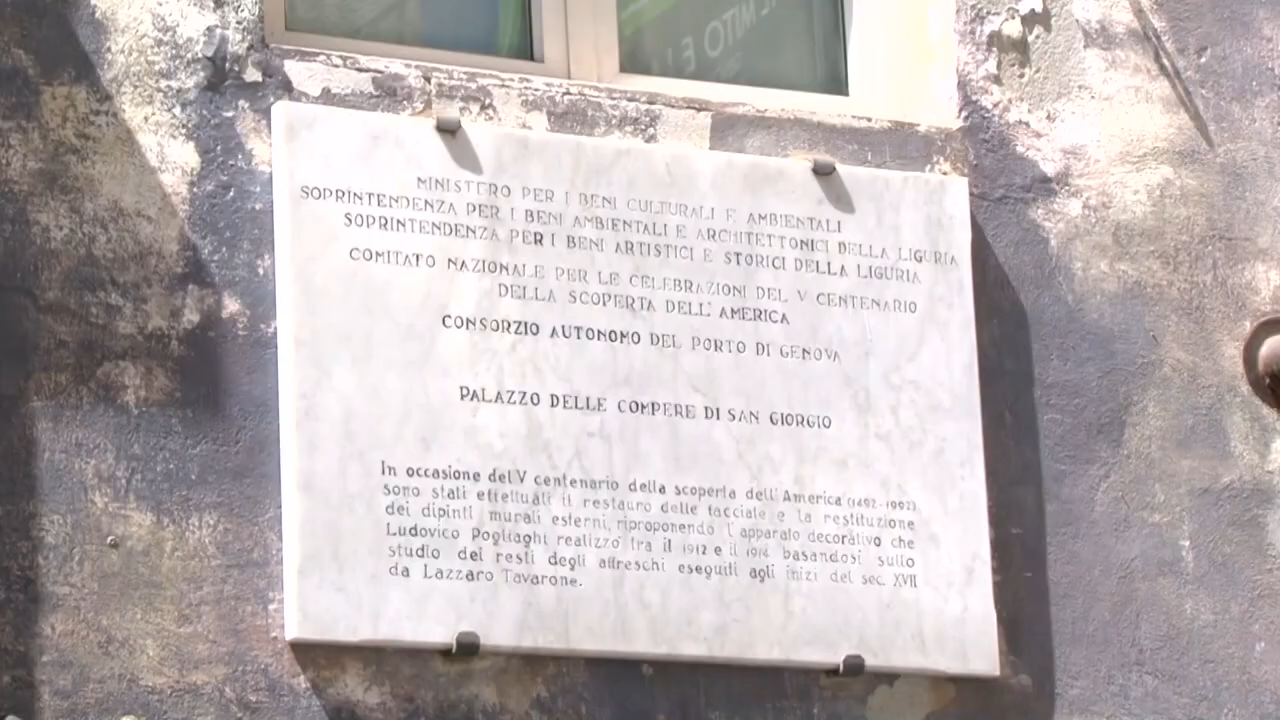 IL MITO E L
MINISTERO PER I BENI CULTURALI E AMBIENTALI
SOPRINTENDENZA PER I BENI AMBIENTALI E ARCHITETTONICI DELLA LIGURIA
SOPRINTENDENZA PER I BENI ARTISTICI E STORICI DELLA LIGURIA
COMITATO NAZIONALE PER LE CELEBRAZIONI DEL V CENTENARIO
DELLA SCOPERTA DELL'AMERICA
CONSORZIO AUTONOMO DEL PORTO DI GENOVA
PALAZZO DELLE COMPERE DI SAN GIORGIO
In occasione del V centenario della scoperta dell'America (1492-1992)
sono stati effettuati il restauro delle facciate e la restituzione
dei dipinti murali esterni, riproponendo l'apparato decorativo che
Ludovico Pogliaghi realizzò tra il 1912 e il 1914 basandosi sullo
studio dei resti degli affreschi eseguiti agli inizi del sec. XVII
da Lazzaro Tavarone.